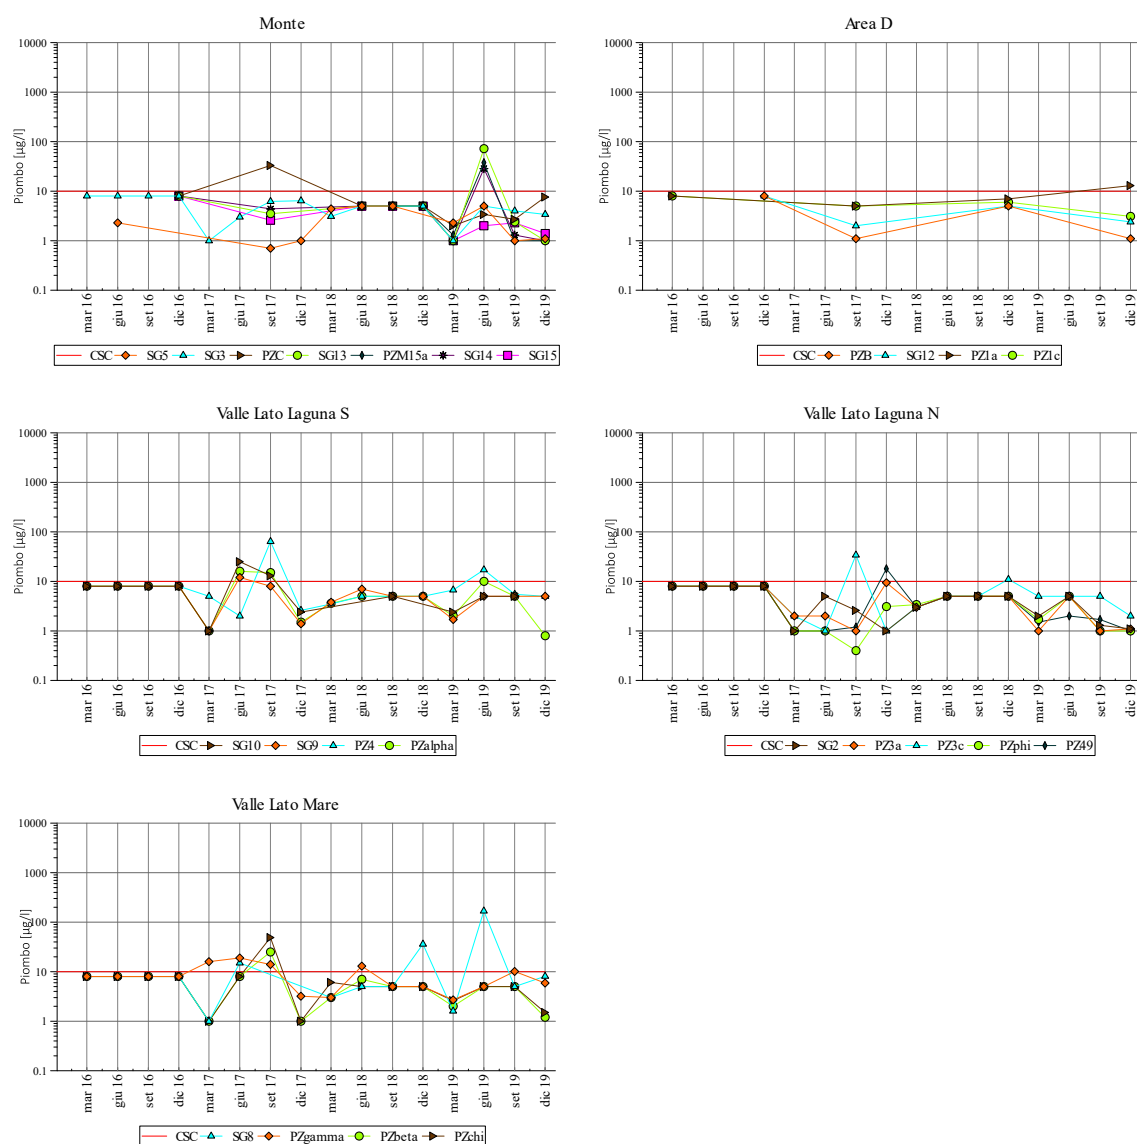 Monte
Piombo [µg/l]
10000
1000
100
10
1
0.1
mar 16
giu 16
set 16
dic 16
mar 17
giu 17
set 17
dic 17
mar 18
giu 18
set 18
dic 18
mar 19
giu 19
set 19
dic 19
CSC SG5 SG3 PZC SG13 PZM15a SG14 SG15
Area D
Piombo [µg/l]
10000
1000
100
10
1
0.1
mar 16
giu 16
set 16
dic 16
mar 17
giu 17
set 17
dic 17
mar 18
giu 18
set 18
dic 18
mar 19
giu 19
set 19
dic 19
CSC PZB SG12 PZ1a PZ1c
Valle Lato Laguna S
Piombo [µg/l]
10000
1000
100
10
1
0.1
mar 16
giu 16
set 16
dic 16
mar 17
giu 17
set 17
dic 17
mar 18
giu 18
set 18
dic 18
mar 19
giu 19
set 19
dic 19
CSC SG10 SG9 PZ4 PZalpha
Valle Lato Laguna N
Piombo [µg/l]
10000
1000
100
10
1
0.1
mar 16
giu 16
set 16
dic 16
mar 17
giu 17
set 17
dic 17
mar 18
giu 18
set 18
dic 18
mar 19
giu 19
set 19
dic 19
CSC SG2 PZ3a PZ3c PZphi PZ49
Valle Lato Mare
Piombo [µg/l]
10000
1000
100
10
1
0.1
mar 16
giu 16
set 16
dic 16
mar 17
giu 17
set 17
dic 17
mar 18
giu 18
set 18
dic 18
mar 19
giu 19
set 19
dic 19
CSC SG8 PZgamma PZbeta PZchi